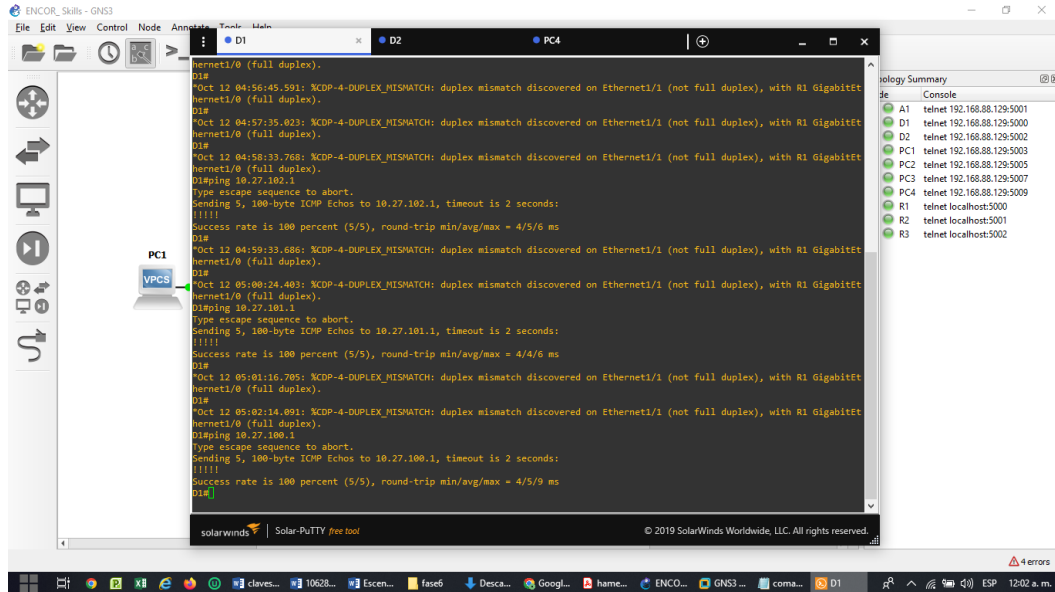 ENCOR_ Skills - GNS3
File Edit View Control Node Annotate Tools Help
D1
D2
PC4
hernet1/0 (full duplex).
D1#
*Oct 12 04:56:45.591: %CDP-4-DUPLEX_MISMATCH: duplex mismatch discovered on Ethernet1/1 (not full duplex), with R1 GigabitEt
hernet1/0 (full duplex).
D1#
*Oct 12 04:57:35.023: %CDP-4-DUPLEX_MISMATCH: duplex mismatch discovered on Ethernet1/1 (not full duplex), with R1 GigabitEt
hernet1/0 (full duplex).
D1#
*Oct 12 04:58:33.768: %CDP-4-DUPLEX_MISMATCH: duplex mismatch discovered on Ethernet1/1 (not full duplex), with R1 GigabitEt
hernet1/0 (full duplex).
D1#ping 10.27.102.1
Type escape sequence to abort.
Sending 5, 100-byte ICMP Echos to 10.27.102.1, timeout is 2 seconds:
!!!!!
Success rate is 100 percent (5/5), round-trip min/avg/max = 4/5/6 ms
D1#
*Oct 12 04:59:33.686: %CDP-4-DUPLEX_MISMATCH: duplex mismatch discovered on Ethernet1/1 (not full duplex), with R1 GigabitEt
hernet1/0 (full duplex).
D1#
*Oct 12 05:00:24.403: %CDP-4-DUPLEX_MISMATCH: duplex mismatch discovered on Ethernet1/1 (not full duplex), with R1 GigabitEt
hernet1/0 (full duplex).
D1#ping 10.27.101.1
Type escape sequence to abort.
Sending 5, 100-byte ICMP Echos to 10.27.101.1, timeout is 2 seconds:
!!!!!
Success rate is 100 percent (5/5), round-trip min/avg/max = 4/4/6 ms
D1#
*Oct 12 05:01:16.705: %CDP-4-DUPLEX_MISMATCH: duplex mismatch discovered on Ethernet1/1 (not full duplex), with R1 GigabitEt
hernet1/0 (full duplex).
D1#
*Oct 12 05:02:14.091: %CDP-4-DUPLEX_MISMATCH: duplex mismatch discovered on Ethernet1/1 (not full duplex), with R1 GigabitEt
hernet1/0 (full duplex).
D1#ping 10.27.100.1
Type escape sequence to abort.
Sending 5, 100-byte ICMP Echos to 10.27.100.1, timeout is 2 seconds:
!!!!!
Success rate is 100 percent (5/5), round-trip min/avg/max = 4/5/9 ms
D1#
solarwinds Solar-PuTTY free tool
© 2019 SolarWinds Worldwide, LLC. All rights reserved.
PC1
VPCS
ology Summary
de Console
A1 telnet 192.168.88.129:5001
D1 telnet 192.168.88.129:5000
D2 telnet 192.168.88.129:5002
PC1 telnet 192.168.88.129:5003
PC2 telnet 192.168.88.129:5005
PC3 telnet 192.168.88.129:5007
PC4 telnet 192.168.88.129:5009
R1 telnet localhost:5000
R2 telnet localhost:5001
R3 telnet localhost:5002
4 errors
claves... 10628... Escen... fase6 Desca... Googl... hame... ENCO... GNS3 ... coma... D1 ESP 12:02 a. m.